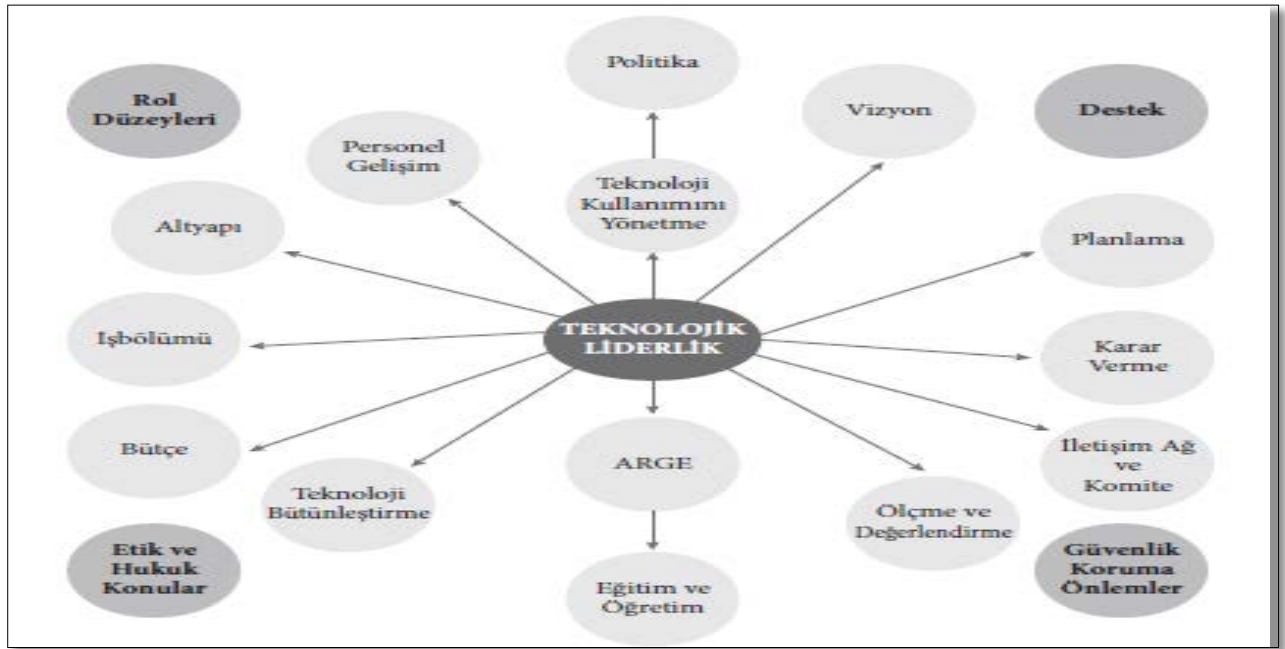 Politika
Rol
Düzeyleri
Vizyon
Destek
Personel
Gelişim
Teknoloji
Kullanımını
Yönetme
Altyapı
Planlama
TEKNOLOJİK
LİDERLİK
İşbölümü
Karar
Verme
Bütçe
ARGE
İletişim Ağ
ve
Komite
Teknoloji
Bütünleştirme
Ölçme ve
Değerlendirme
Etik ve
Hukuk
Konular
Eğitim ve
Öğretim
Güvenlik
Koruma
Önlemler